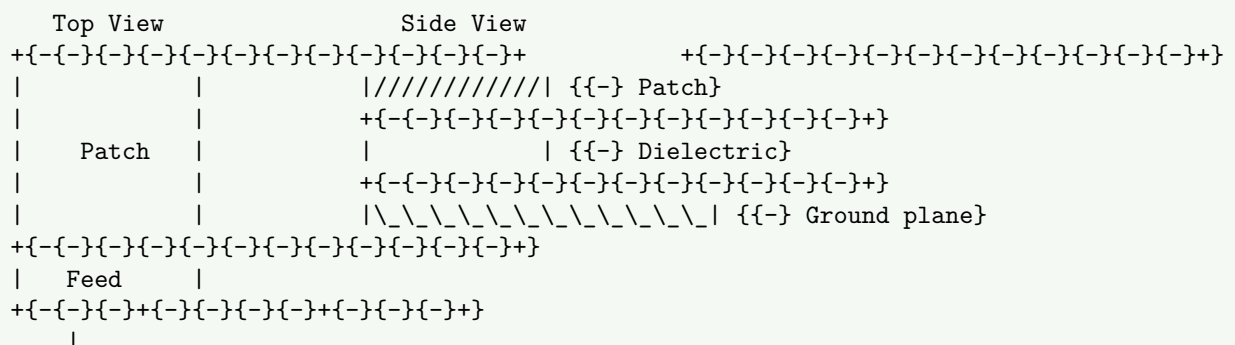 Top View Side View
+{-{-}{-}{-}{-}{-}{-}{-}{-}{-}{-}{-}+ +{-}{-}{-}{-}{-}{-}{-}{-}{-}{-}{-}{-}+}
| | |////////////| {{-} Patch}
| | +{-{-}{-}{-}{-}{-}{-}{-}{-}{-}{-}{-}+}
| Patch | | | {{-} Dielectric}
| | +{-{-}{-}{-}{-}{-}{-}{-}{-}{-}{-}{-}+}
| | |\_\_\_\_\_\_\_\_\_\_\_\_| {{-} Ground plane}
+{-{-}{-}{-}{-}{-}{-}{-}{-}{-}{-}{-}+}
| Feed |
+{-{-}{-}+{-}{-}{-}{-}+{-}{-}{-}+}
|